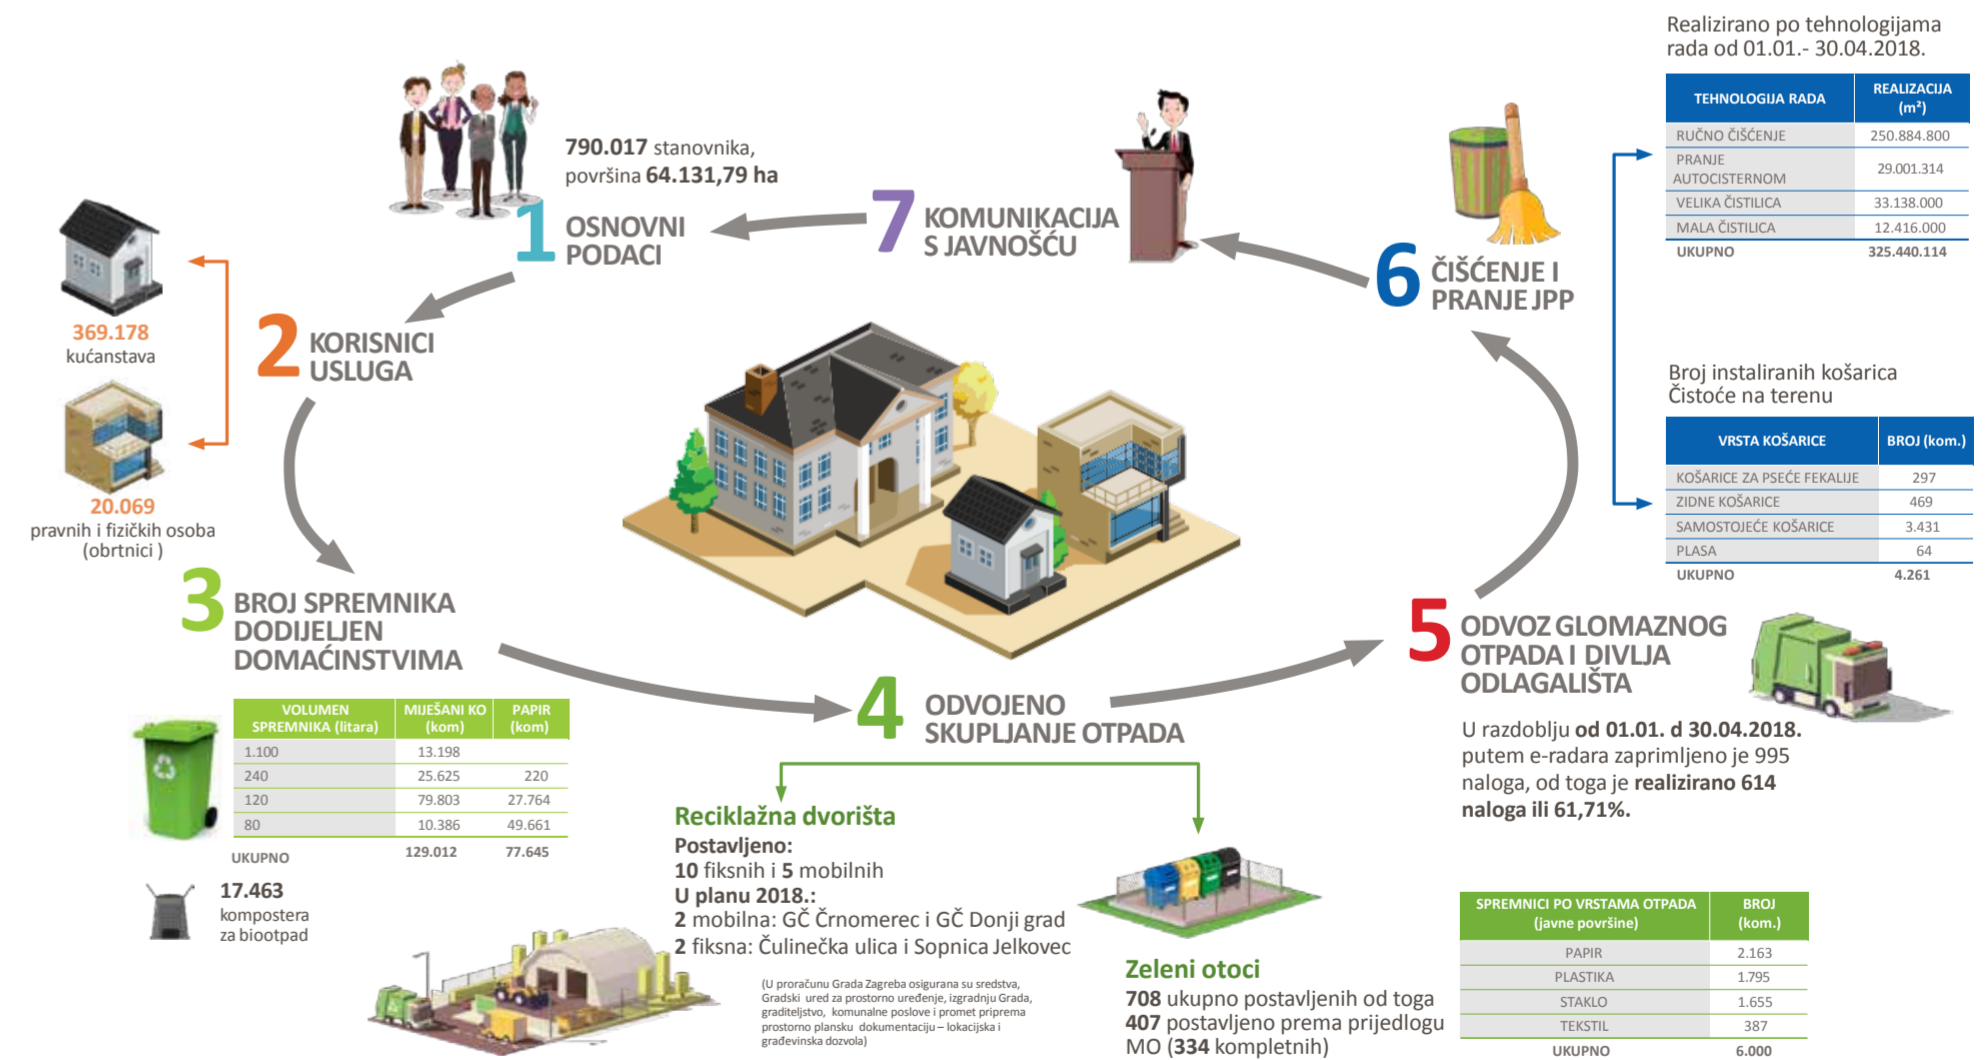 790.017 stanovnika,
površina 64.131,79 ha
1 OSNOVNI
PODACI
2 KORISNICI
USLUGA
369.178
kućanstava
20.069
pravnih i fizičkih osoba
(obrtnici )
3 BROJ SPREMNIKA
DODIJELJEN
DOMAĆINSTVIMA
VOLUMEN SPREMNIKA (litara) MIJEŠANI KO (kom) PAPIR (kom)
1.100 13.198
240 25.625 220
120 79.803 27.764
80 10.386 49.661
UKUPNO 129.012 77.645
17.463
kompostera
za biootpad
4 ODVOJENO
SKUPLJANJE OTPADA
Reciklažna dvorišta
Postavljeno:
10 fiksnih i 5 mobilnih
U planu 2018.:
2 mobilna: GČ Črnomerec i GČ Donji grad
2 fiksna: Čulinečka ulica i Sopnica Jelkovec
(U proračunu Grada Zagreba osigurana su sredstva,
Gradski ured za prostorno uređenje, izgradnju Grada,
graditeljstvo, komunalne poslove i promet priprema
prostorno plansku dokumentaciju – lokacijska i
građevinska dozvola)
Zeleni otoci
708 ukupno postavljenih od toga
407 postavljeno prema prijedlogu
MO (334 kompletnih)
SPREMNICI PO VRSTAMA OTPADA (javne površine) BROJ (kom.)
PAPIR 2.163
PLASTIKA 1.795
STAKLO 1.655
TEKSTIL 387
UKUPNO 6.000
5 ODVOZ GLOMAZNOG
OTPADA I DIVLJA
ODLAGALIŠTA
U razdoblju od 01.01. d 30.04.2018.
putem e-radara zaprimljeno je 995
naloga, od toga je realizirano 614
naloga ili 61,71%.
6 ČIŠĆENJE I
PRANJE JPP
Realizirano po tehnologijama
rada od 01.01.- 30.04.2018.
TEHNOLOGIJA RADA REALIZACIJA (m²)
RUČNO ČIŠĆENJE 250.884.800
PRANJE AUTOCISTERNOM 29.001.314
VELIKA ČISTILICA 33.138.000
MALA ČISTILICA 12.416.000
UKUPNO 325.440.114
Broj instaliranih košarica
Čistoće na terenu
VRSTA KOŠARICE BROJ (kom.)
KOŠARICE ZA PSEĆE FEKALIJE 297
ZIDNE KOŠARICE 469
SAMOSTOJEĆE KOŠARICE 3.431
PLASA 64
UKUPNO 4.261
7 KOMUNIKACIJA
S JAVNOŠĆU